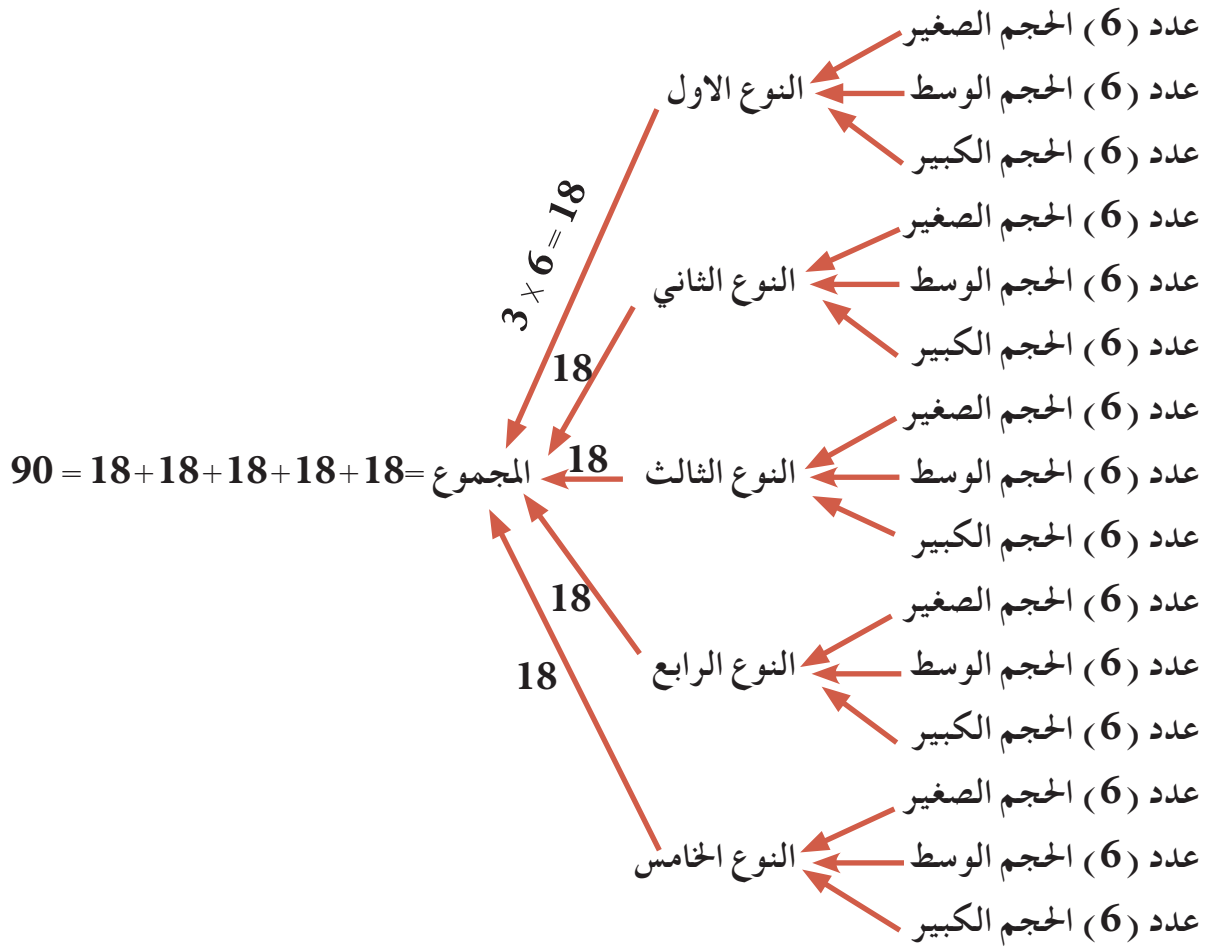 عدد (6) الحجم الصغير
النوع الاول
عدد (6) الحجم الوسط
عدد (6) الحجم الكبير
3 × 6 = 18
عدد (6) الحجم الصغير
النوع الثاني
عدد (6) الحجم الوسط
عدد (6) الحجم الكبير
18
عدد (6) الحجم الصغير
عدد (6) الحجم الوسط
النوع الثالث
18
المجموع =18+18+18+18+18 = 90
عدد (6) الحجم الكبير
عدد (6) الحجم الصغير
18
عدد (6) الحجم الوسط
النوع الرابع
18
عدد (6) الحجم الكبير
عدد (6) الحجم الصغير
عدد (6) الحجم الوسط
النوع الخامس
عدد (6) الحجم الكبير